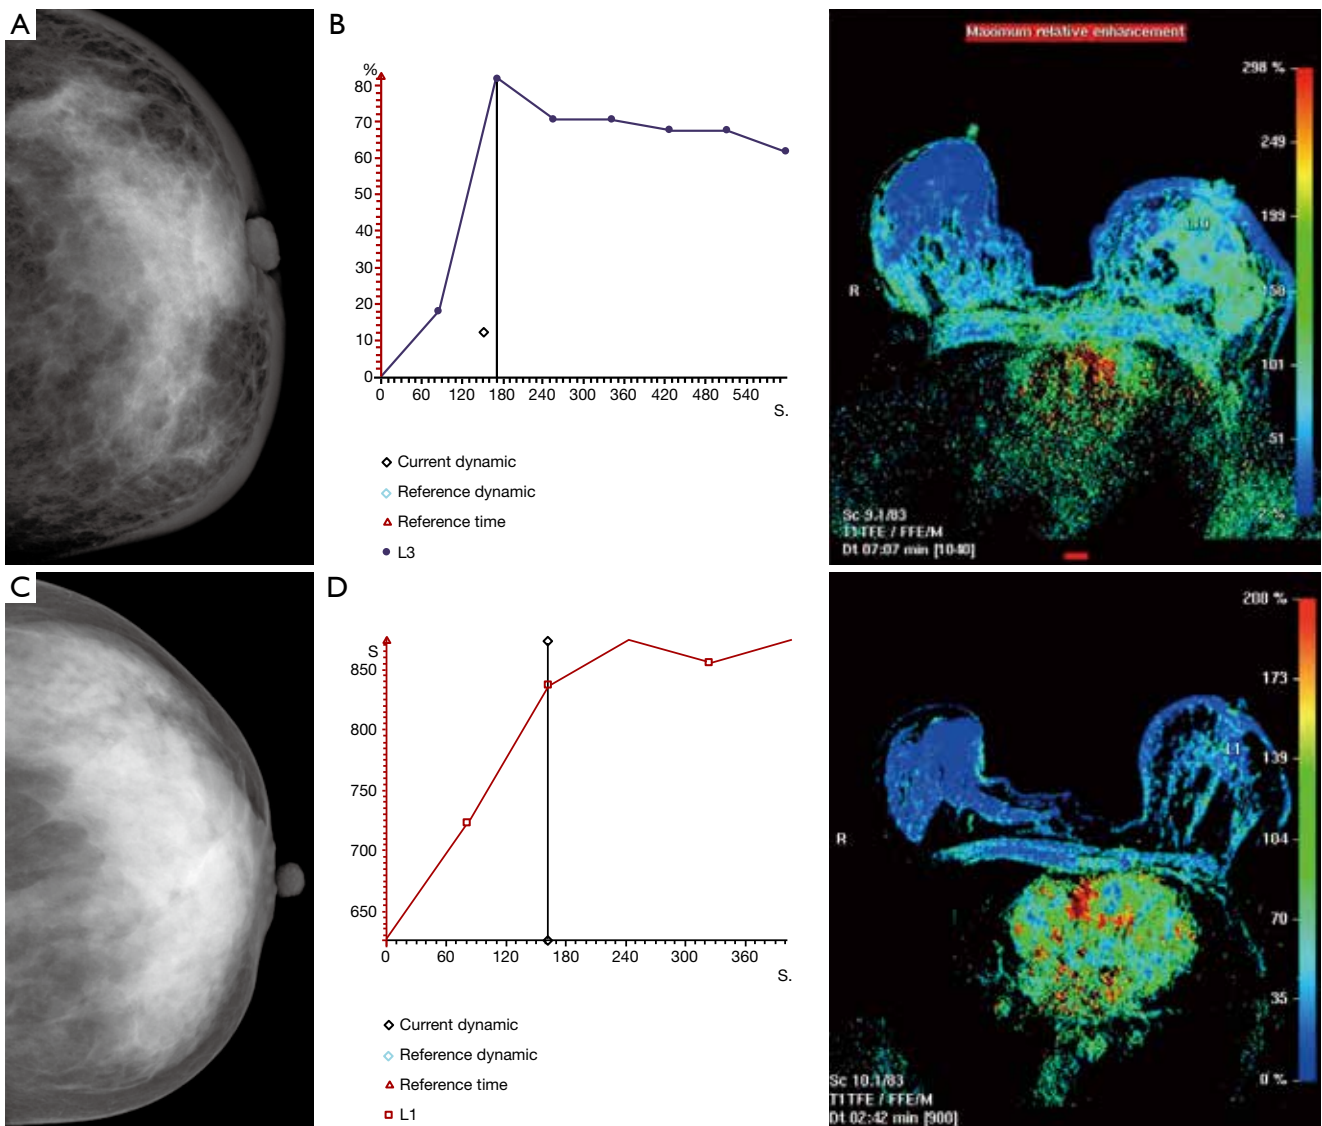 A
B
%
80
70
60
50
40
30
20
10
0
0 60 120 180 240 300 360 420 480 540
S.
Current dynamic
Reference dynamic
Reference time
L3
Maximum relative enhancement
298 %
249
199
R
101
51
Sc 9.1/83
T1TFE / FFE/M
Dt 07:07 min [1040]
C
D
S
850
800
750
700
650
0 60 120 180 240 300 360
S.
Current dynamic
Reference dynamic
Reference time
L1
208 %
173
L1
139
R
104
70
35
0 %
Sc 10.1/83
T1TFE / FFE/M
Dt 02:42 min [900]